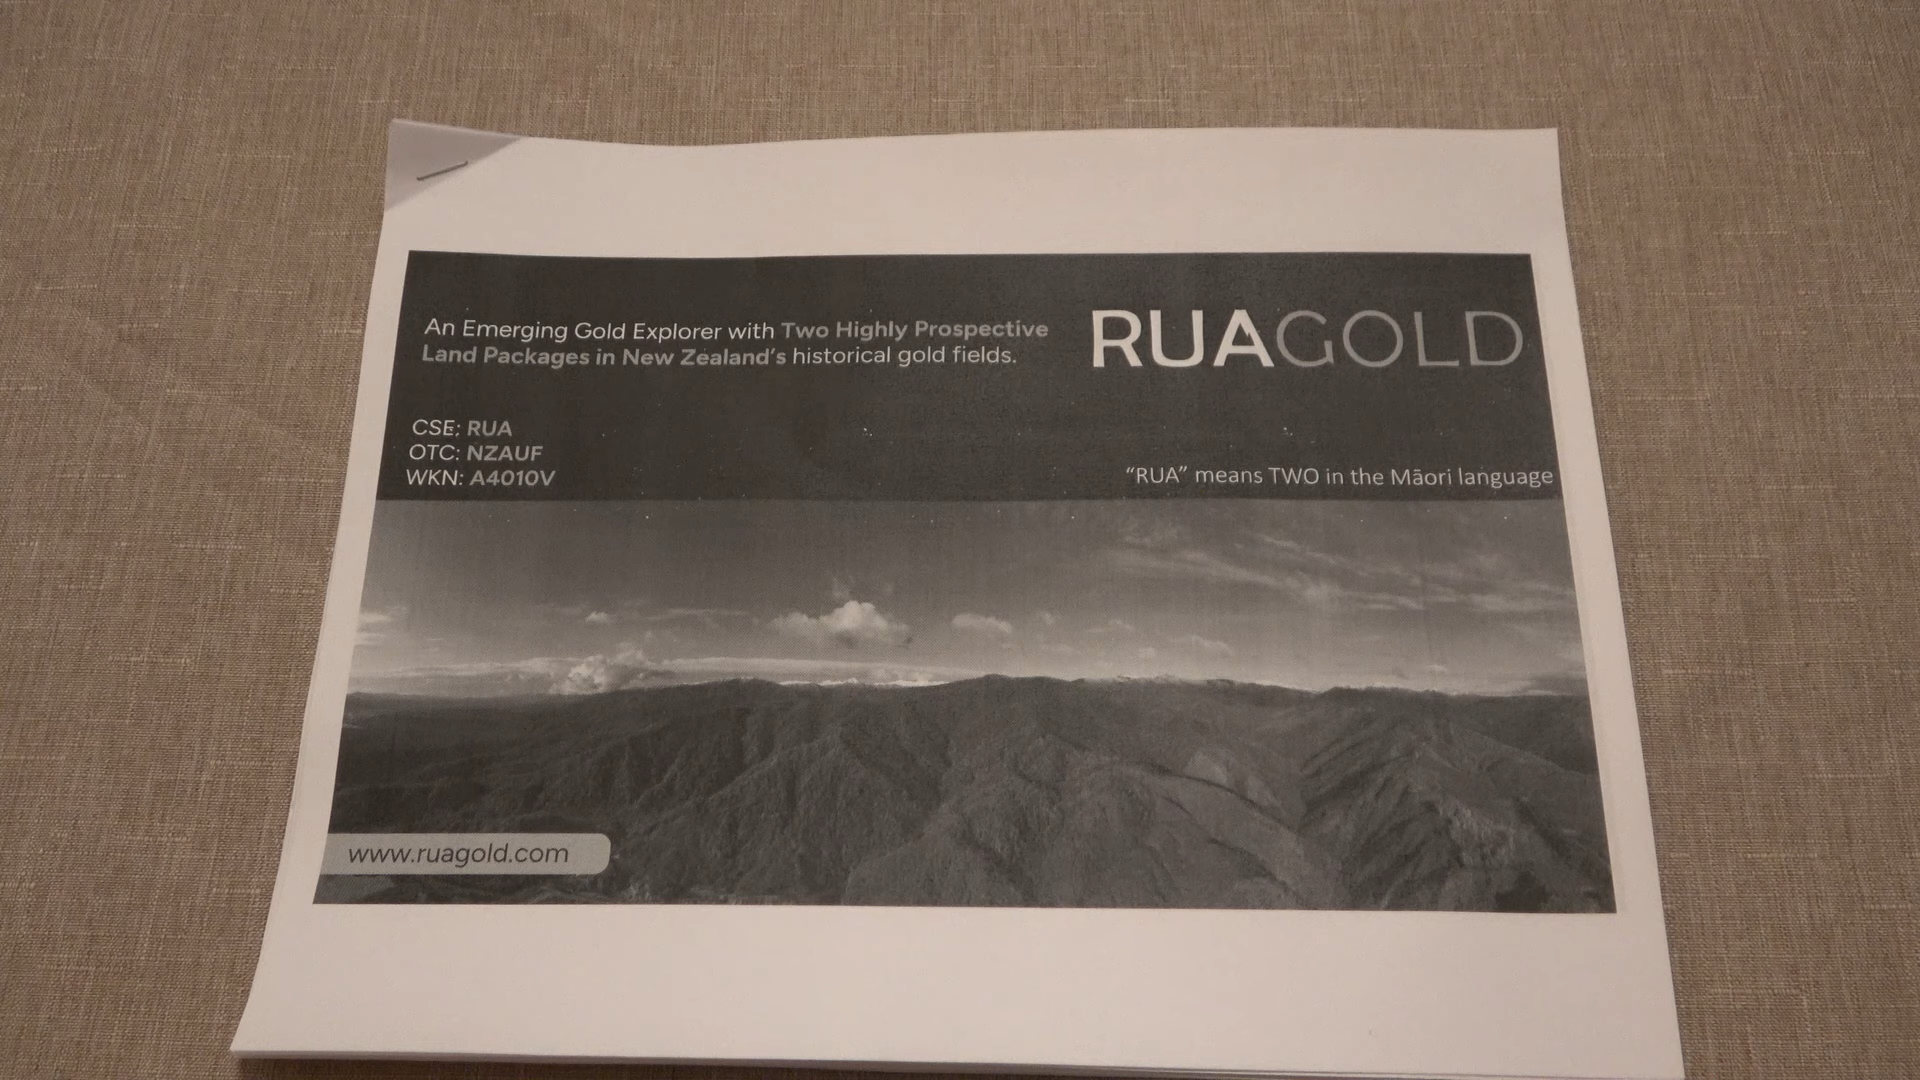 An Emerging Gold Explorer with Two Highly Prospective
Land Packages in New Zealand's historical gold fields.
RUAGOLD
CSE: RUA
OTC: NZAUF
WKN: A4010V
“RUA” means TWO in the Māori language
www.ruagold.com